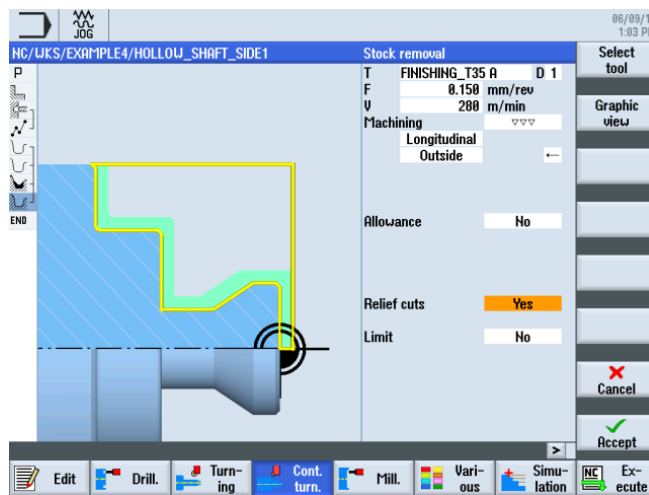 JOG
06/09/1
1:03 P
NC/WKS/EXAMPLE4/HOLLOW_SHAFT_SIDE1
Stock removal
Select
tool
P
T FINISHING_T35 A D 1
F 0.150 mm/rev
V 280 m/min
Machining ▽▽▽
Longitudinal
Outside ←
Graphic
view
END
Allowance No
Relief cuts Yes
Limit No
Cancel
Accept
>
Edit
Drill.
Turn-
ing
Cont.
turn.
Mill.
Vari-
ous
Simu-
lation
NC
Ex-
ecute